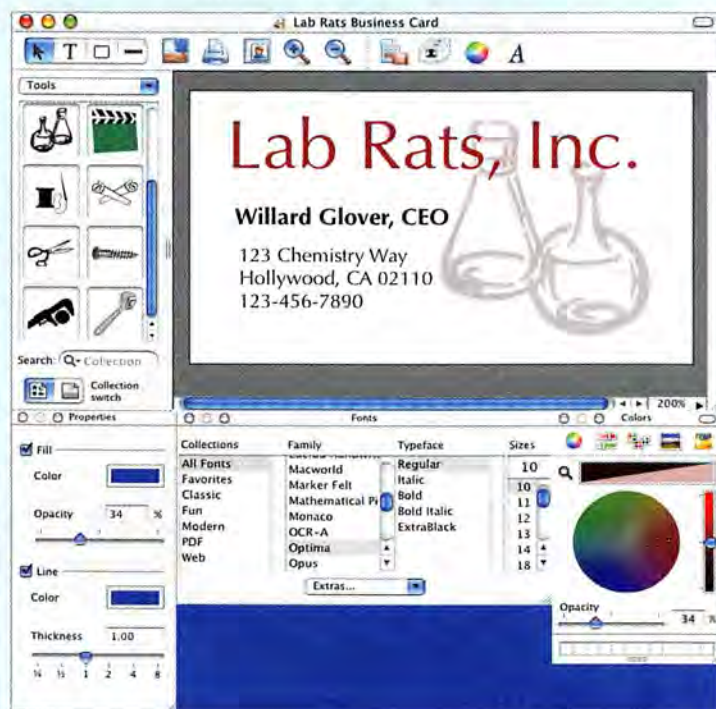 Lab Rats Business Card
T
A
Tools
Lab Rats, Inc.
Willard Glover, CEO
123 Chemistry Way
Hollywood, CA 02110
123-456-7890
Search:
Collection
Collection
switch
200%
Properties
Fill
Color
Opacity
34
%
Line
Color
Thickness
1.00
1
2
4
8
Fonts
Collections
All Fonts
Favorites
Classic
Fun
Modern
PDF
Web
Family
Macworld
Marker Felt
Mathematical Pi
Monaco
OCR-A
Optima
Opus
Typeface
Regular
Italic
Bold
Bold Italic
ExtraBlack
Sizes
10
10
11
12
13
14
18
Extras...
Colors
Opacity
34
%